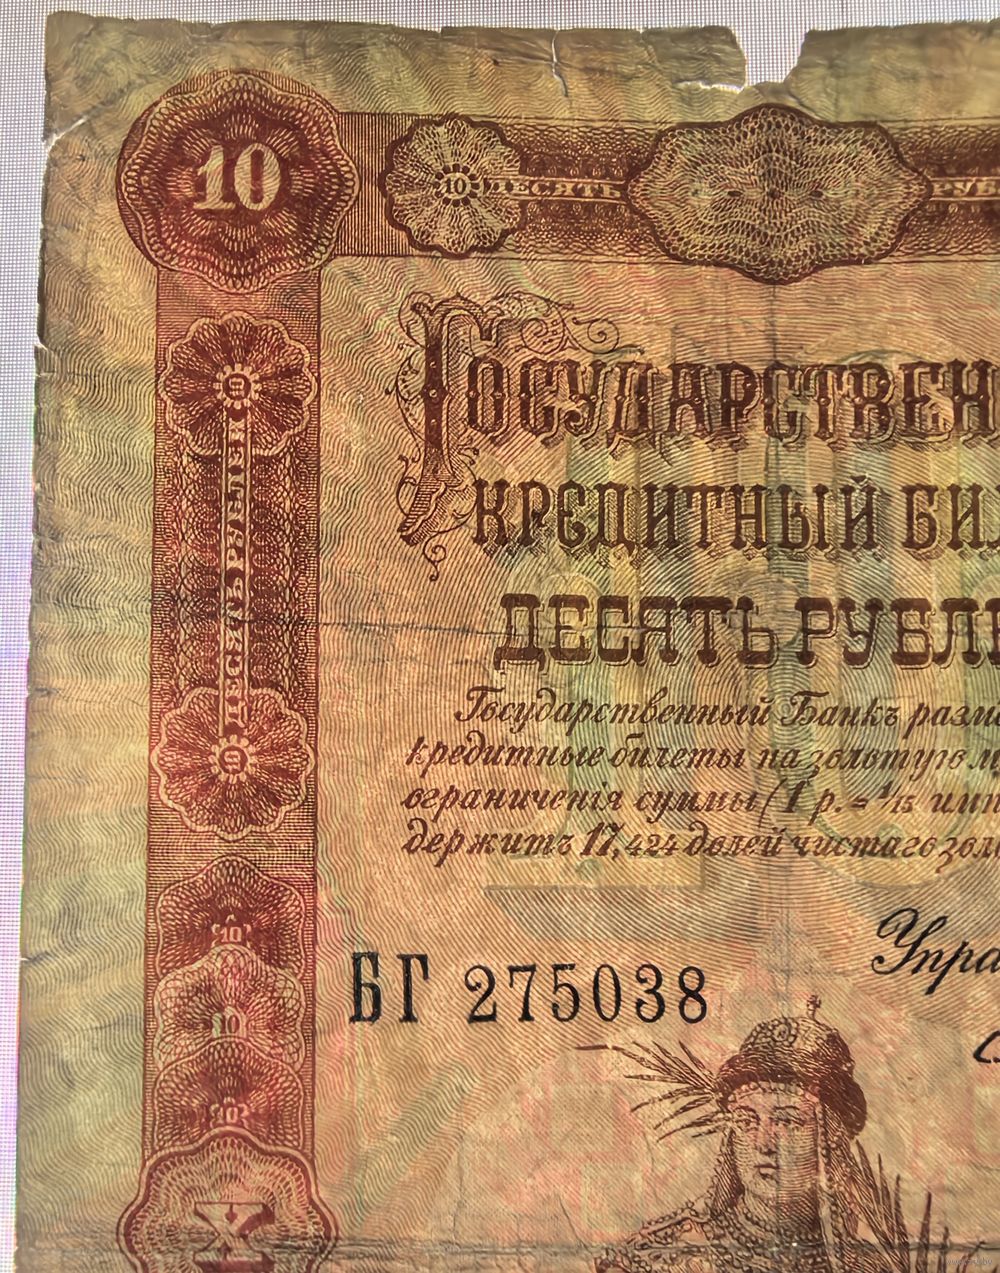 10
10 ДЕСЯТЬ РУБ
ГОСУДАРСТВЕН
КРЕДИТНЫЙ БИЛ
ДЕСЯТЬ РУБЛ
Государственный Банкъ разм
кредитные билеты на золотую м
ограниченія суммы (1 р. = 1/15 имп
держитъ 17,424 долей чистаго зол
10
ДЕСЯТЬ РУБЛЕЙ
10
10
10
10
БГ 275038
Упра